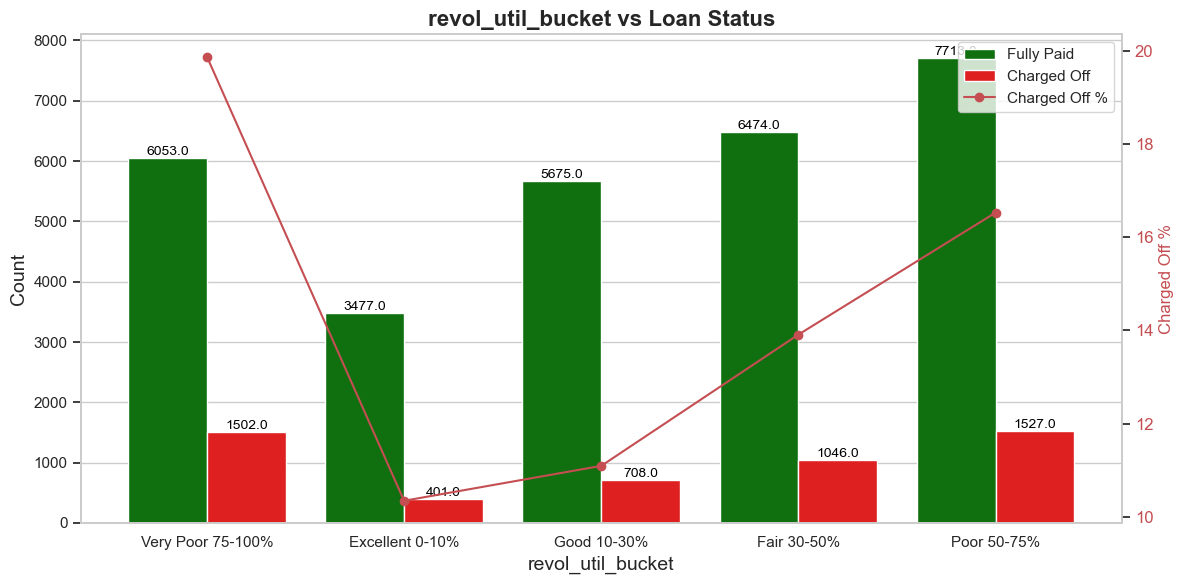 revol_util_bucket vs Loan Status
Fully Paid
Charged Off
Charged Off %
8000
7000
6000
5000
4000
3000
2000
1000
0
Count
20
18
16
14
12
10
Charged Off %
6053.0
1502.0
3477.0
401.0
5675.0
708.0
6474.0
1046.0
7713.0
1527.0
Very Poor 75-100%
Excellent 0-10%
Good 10-30%
Fair 30-50%
Poor 50-75%
revol_util_bucket